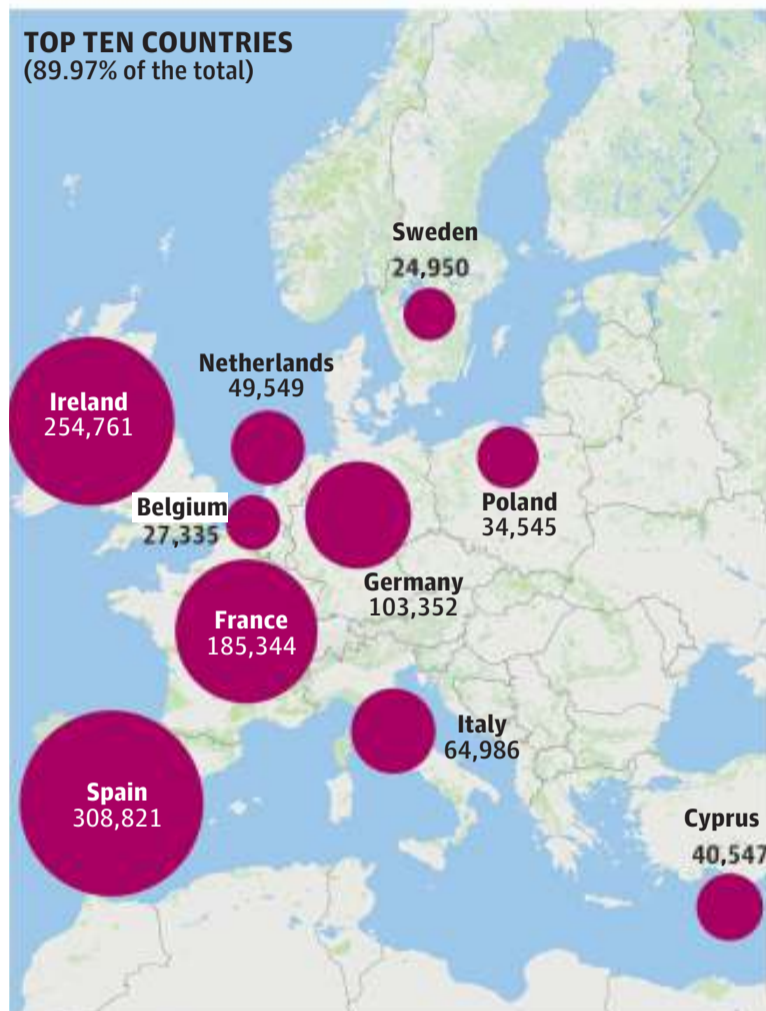 TOP TEN COUNTRIES
(89.97% of the total)
Sweden
24,950
Netherlands
49,549
Ireland
254,761
Belgium
27,335
Poland
34,545
Germany
103,352
France
185,344
Italy
64,986
Spain
308,821
Cyprus
40,547